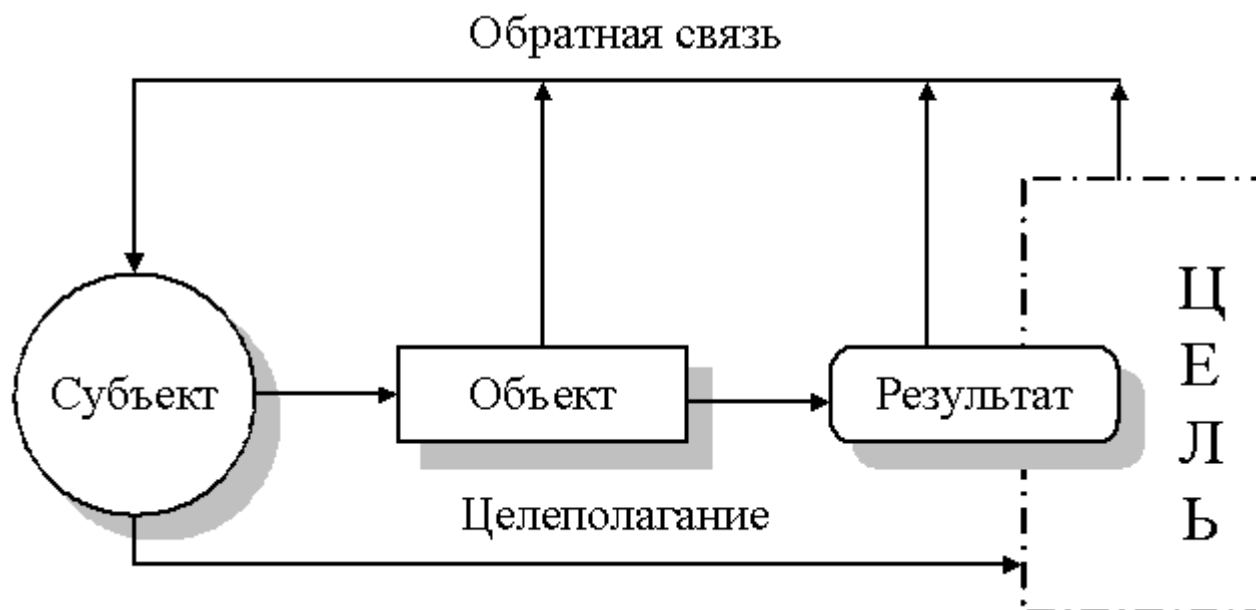 Обратная связь
Субъект
Объект
Результат
Целеполагание
Ц
Е
Л
Ь